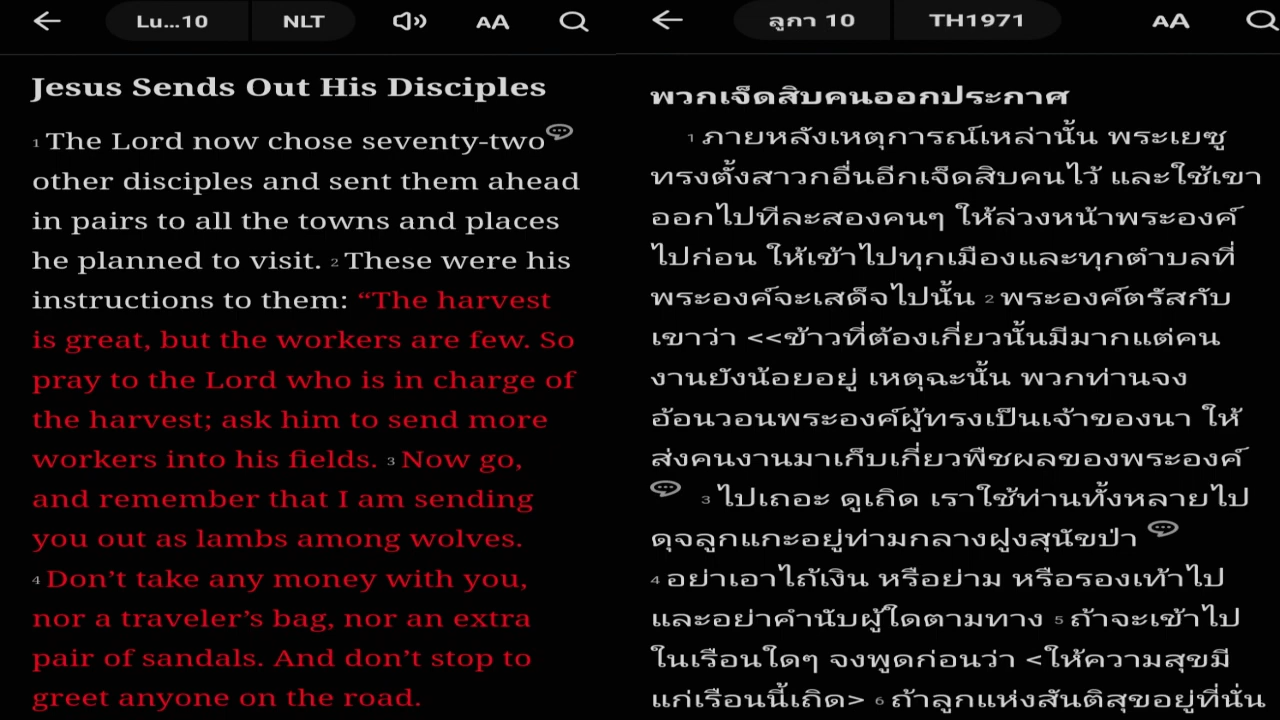 Lu...10 NLT AA
Jesus Sends Out His Disciples
1 The Lord now chose seventy-two
other disciples and sent them ahead
in pairs to all the towns and places
he planned to visit. 2 These were his
instructions to them: “The harvest
is great, but the workers are few. So
pray to the Lord who is in charge of
the harvest; ask him to send more
workers into his fields. 3 Now go,
and remember that I am sending
you out as lambs among wolves.
4 Don’t take any money with you,
nor a traveler’s bag, nor an extra
pair of sandals. And don’t stop to
greet anyone on the road.
ลูกา 10 TH1971 AA
พวกเจ็ดสิบคนออกประกาศ
1 ภายหลังเหตุการณ์เหล่านั้น พระเยซู
ทรงตั้งสาวกอื่นอีกเจ็ดสิบคนไว้ และใช้เขา
ออกไปทีละสองคนๆ ให้ล่วงหน้าพระองค์
ไปก่อน ให้เข้าไปทุกเมืองและทุกตำบลที่
พระองค์จะเสด็จไปนั้น 2 พระองค์ตรัสกับ
เขาว่า <<ข้าวที่ต้องเกี่ยวนั้นมีมากแต่คน
งานยังน้อยอยู่ เหตุฉะนั้น พวกท่านจง
อ้อนวอนพระองค์ผู้ทรงเป็นเจ้าของนา ให้
ส่งคนงานมาเก็บเกี่ยวพืชผลของพระองค์
3 ไปเถอะ ดูเถิด เราใช้ท่านทั้งหลายไป
ดุจลูกแกะอยู่ท่ามกลางฝูงสุนัขป่า
4 อย่าเอาไถ้เงิน หรือย่าม หรือรองเท้าไป
และอย่าคำนับผู้ใดตามทาง 5 ถ้าจะเข้าไป
ในเรือนใดๆ จงพูดก่อนว่า <ให้ความสุขมี
แก่เรือนนี้เถิด> 6 ถ้าลูกแห่งสันติสุขอยู่ที่นั่น